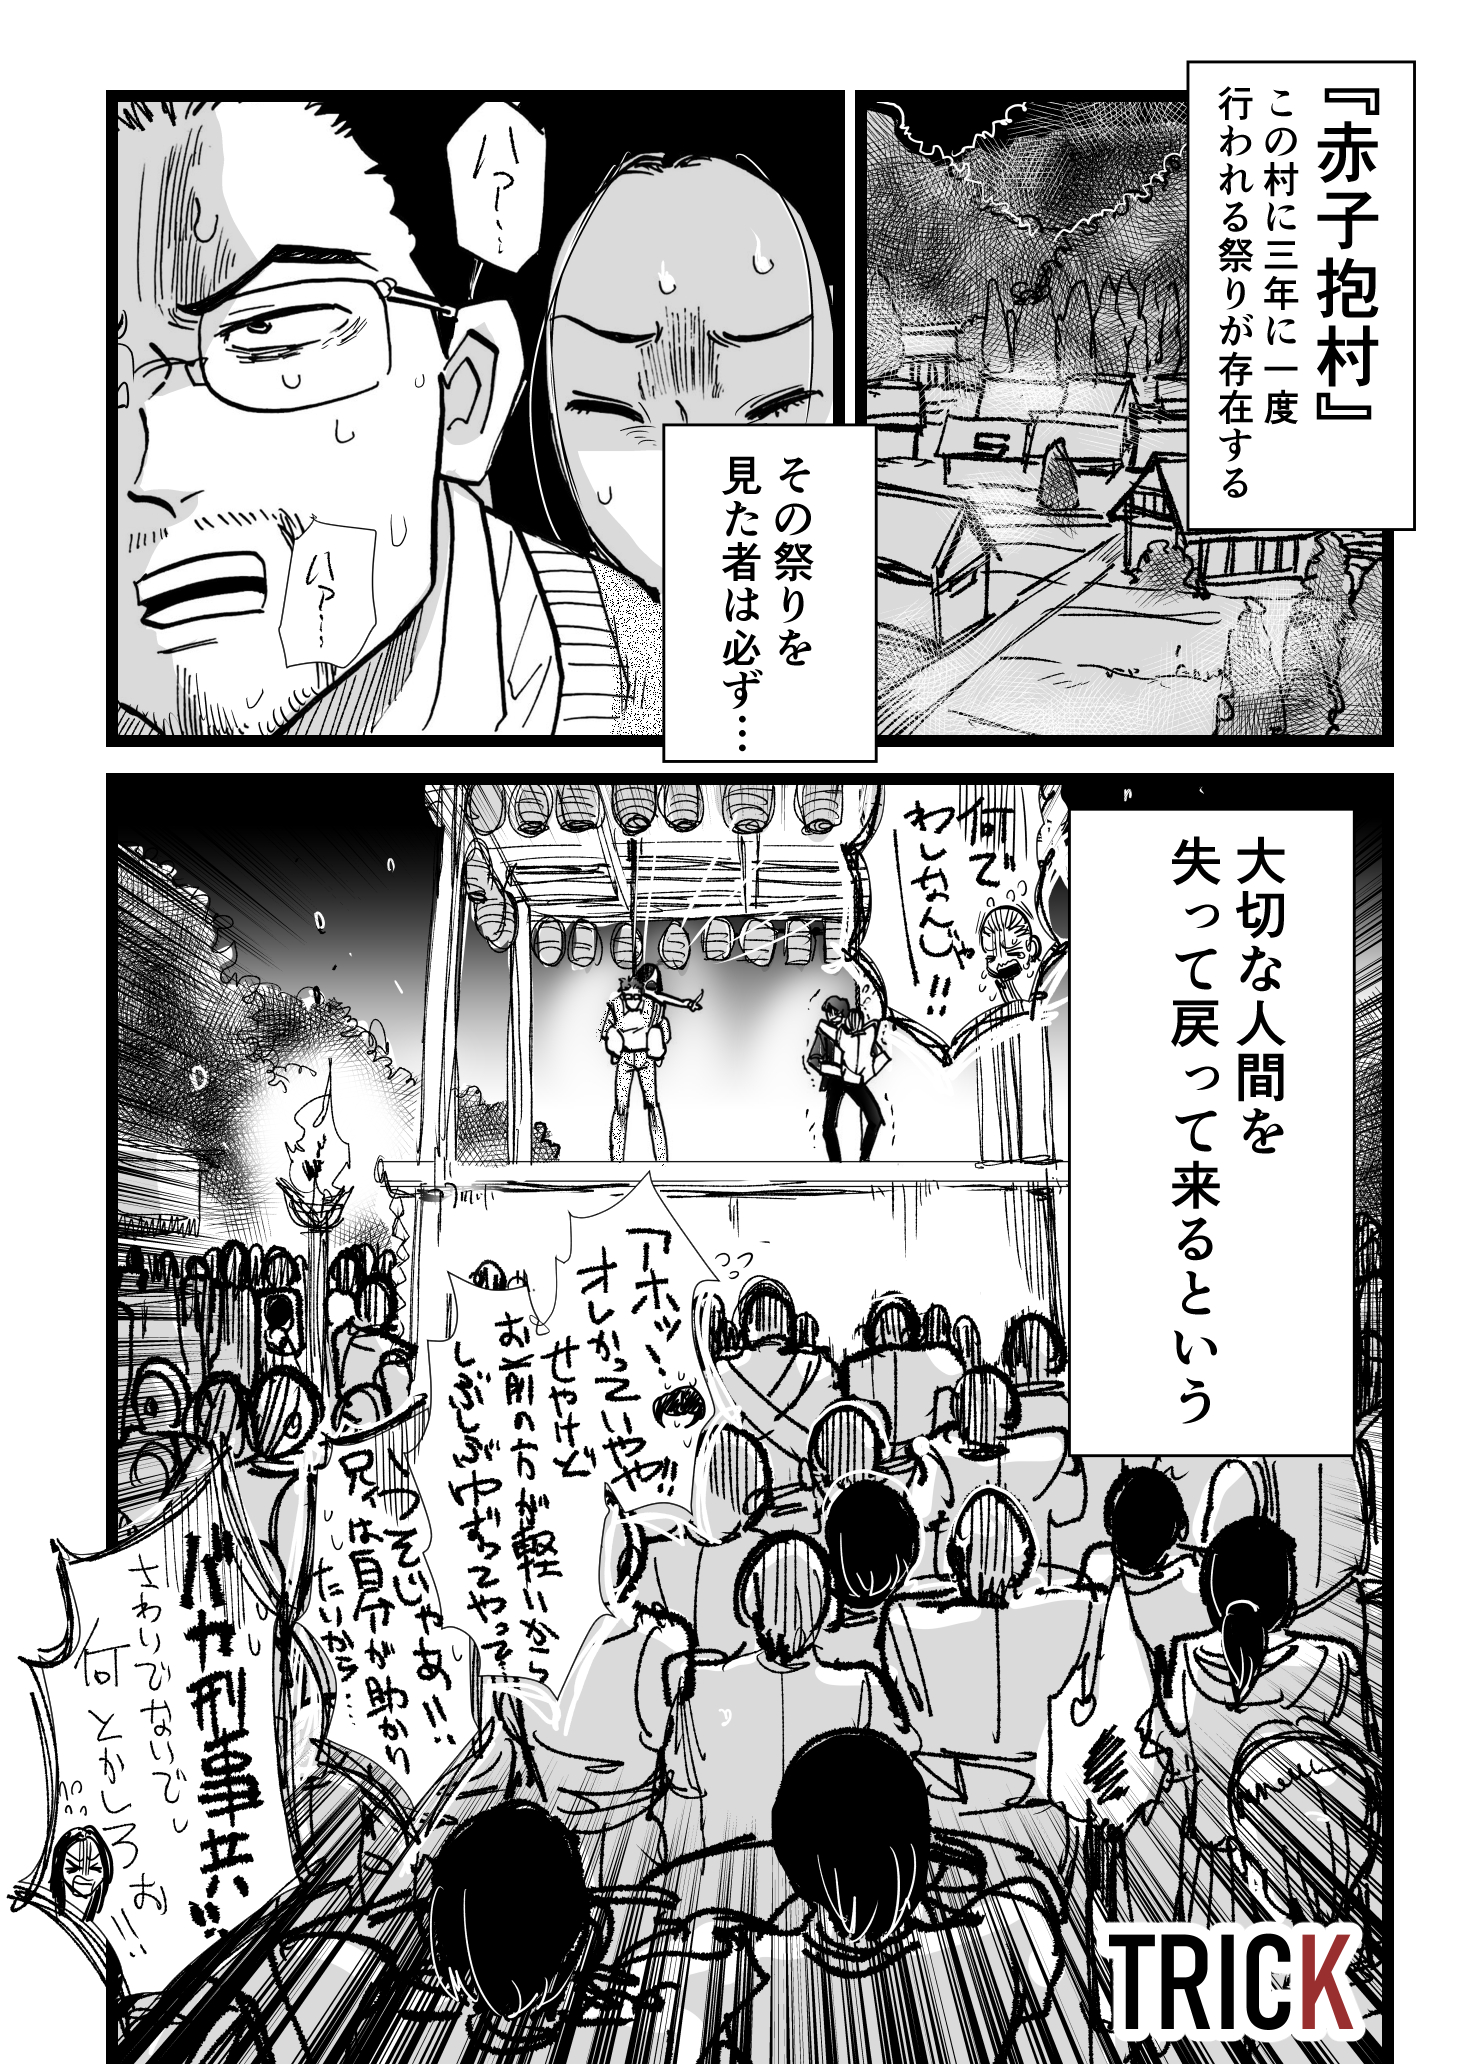 『赤子抱村』
この村に三年に一度
行われる祭りが存在する
ハァ…
ハァ…
その祭りを
見た者は必ず…
大切な人間を
失って戻って来るという
何で
わしなんじゃ!!
アホッ!
オレかっていやや!!
せやけど
お前の方が軽いから
しぶしぶゆずってやって…
うそじゃあ!!
兄ィは自分が助かり
たいから…
バカ刑事共!!
さわいでないで
何とかしろお!!
TRICK